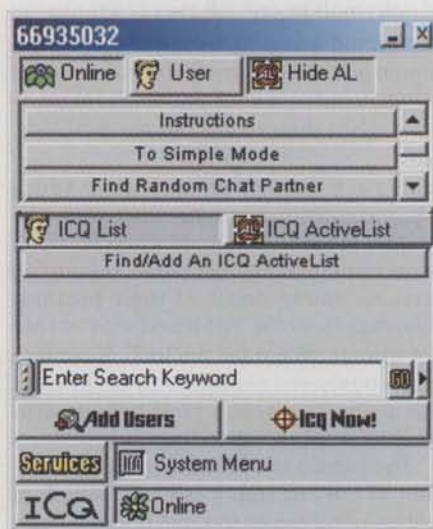 66935032
Online User Hide AL
Instructions
To Simple Mode
Find Random Chat Partner
ICQ List ICQ ActiveList
Find/Add An ICQ ActiveList
Enter Search Keyword GO
Add Users Icq Now!
Services System Menu
ICQ Online